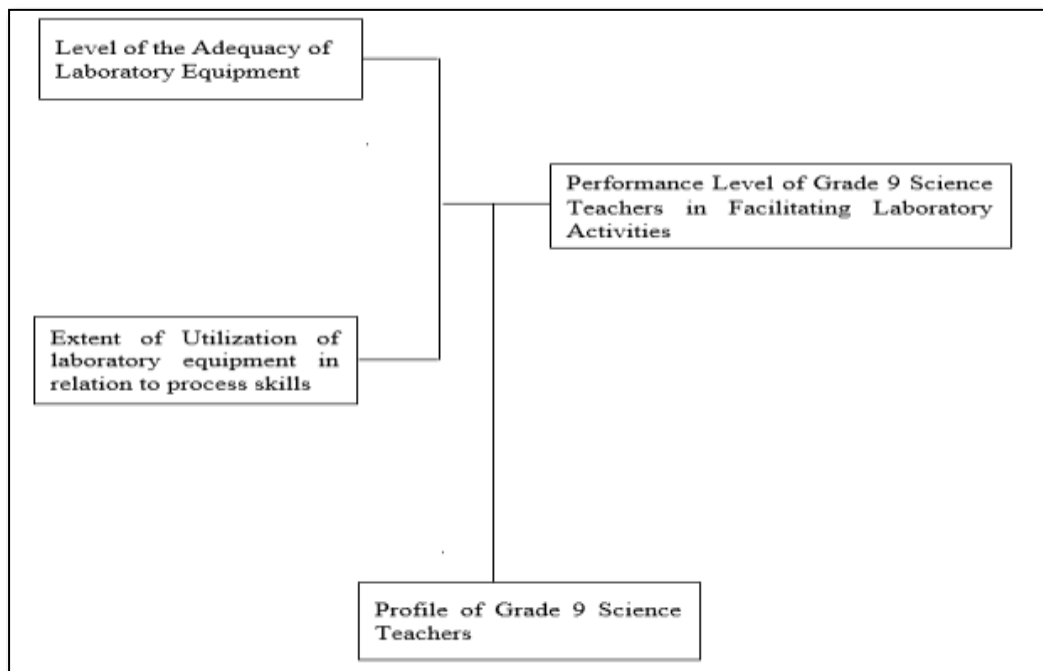 Level of the Adequacy of
Laboratory Equipment
Performance Level of Grade 9 Science
Teachers in Facilitating Laboratory
Activities
Extent of Utilization of
laboratory equipment in
relation to process skills
Profile of Grade 9 Science
Teachers